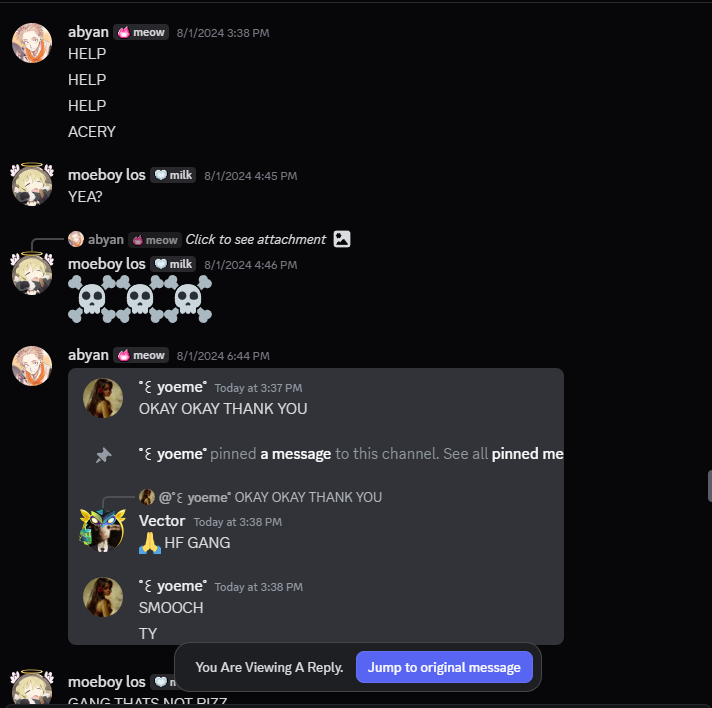 abyan meow 8/1/2024 3:38 PM
HELP
HELP
HELP
ACERY
moeboy los milk 8/1/2024 4:45 PM
YEA?
abyan meow Click to see attachment
moeboy los milk 8/1/2024 4:46 PM
abyan meow 8/1/2024 6:44 PM
°꒰ yoeme° Today at 3:37 PM
OKAY OKAY THANK YOU
°꒰ yoeme° pinned a message to this channel. See all pinned me
@°꒰ yoeme° OKAY OKAY THANK YOU
Vector Today at 3:38 PM
🙏 HF GANG
°꒰ yoeme° Today at 3:38 PM
SMOOCH
TY
You Are Viewing A Reply. Jump to original message
moeboy los
GANG THATS NOT RIZZ